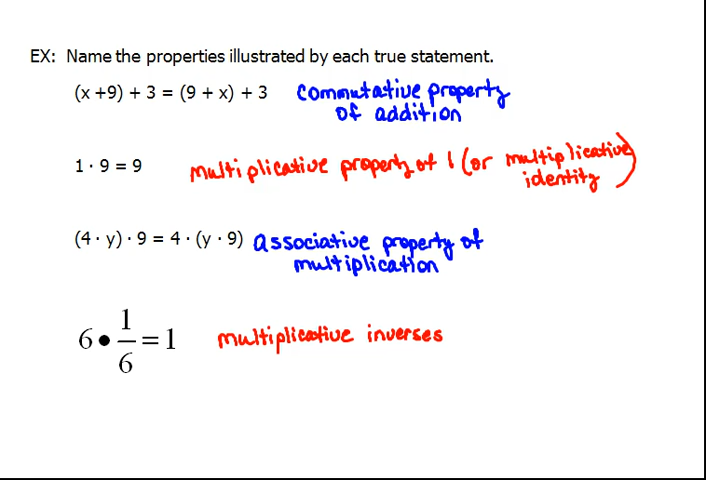 EX: Name the properties illustrated by each true statement.
(x +9) + 3 = (9 + x) + 3 commutative property
of addition
1 · 9 = 9 multiplicative property of 1 (or multiplicative
identity)
(4 · y) · 9 = 4 · (y · 9) associative property of
multiplication
6 • 1/6 = 1 multiplicative inverses